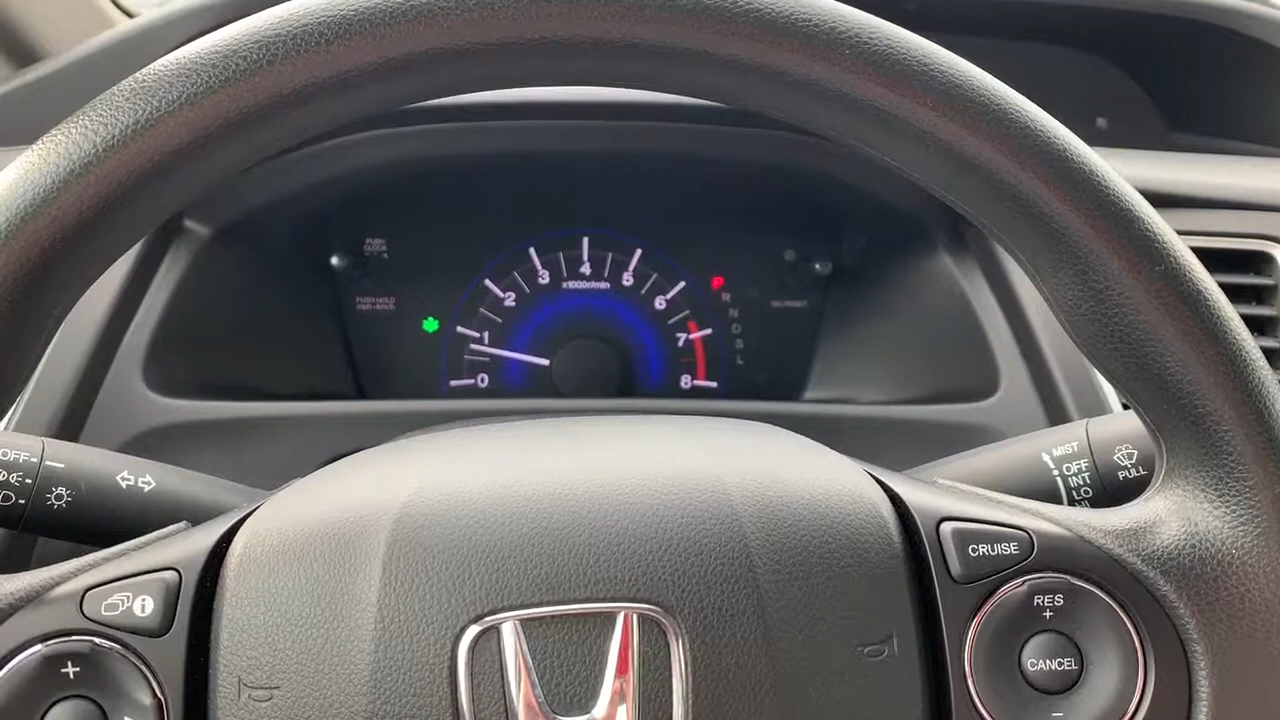 PUSH
CLOCK
PUSH HOLD
mph↔km/h
0
1
2
3
4
5
6
7
8
x1000r/min
P
R
N
D
S
L
OFF
MIST
OFF
INT
LO
HI
PULL
CRUISE
RES
+
CANCEL
−
i
+